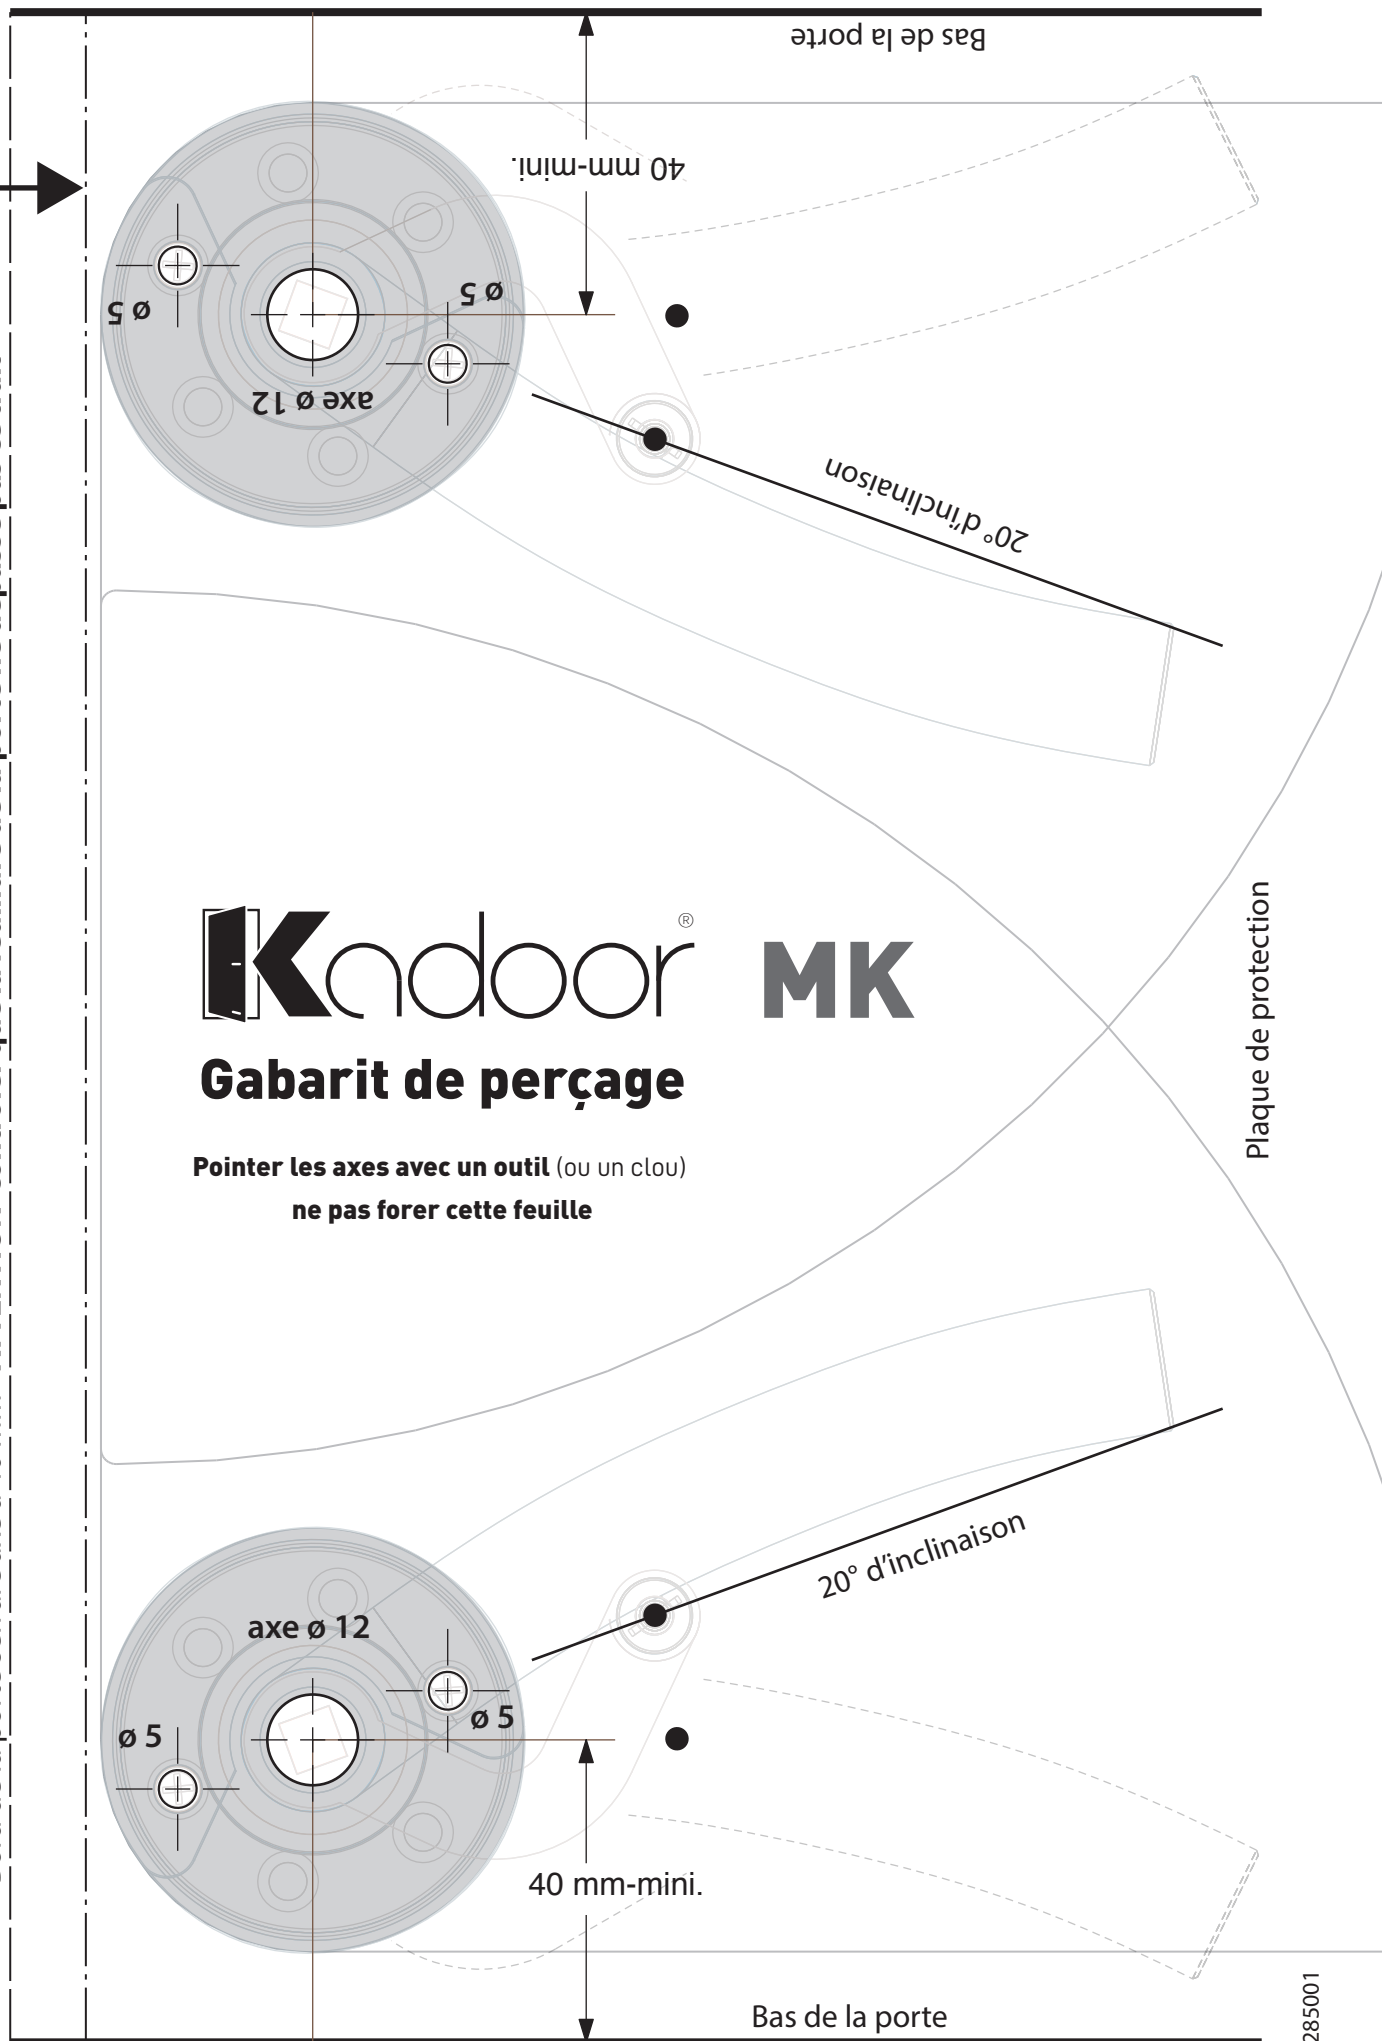 Bas de la porte
40 mm-mini.
ø 5
ø 5
axe ø 12
20° d'inclinaison
Kadoor® MK
Gabarit de perçage
Pointer les axes avec un outil (ou un clou)
ne pas forer cette feuille
Plaque de protection
20° d'inclinaison
axe ø 12
ø 5
ø 5
40 mm-mini.
Bas de la porte
285001